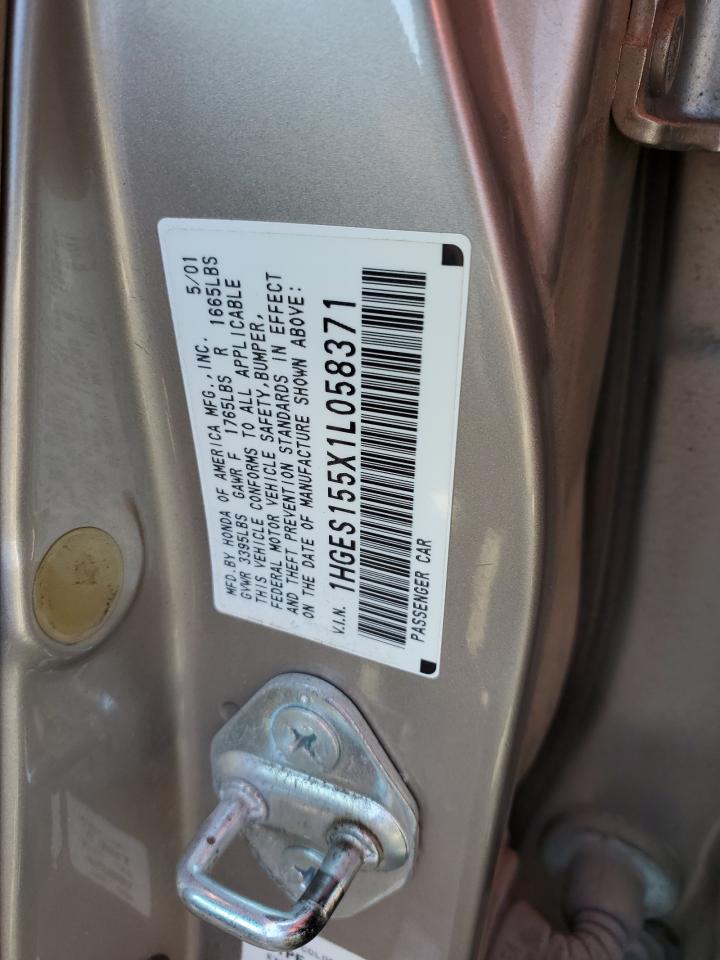 MFD.BY HONDA OF AMERICA MFG.,INC. 5/01
GVWR 3395LBS GAWR F 1765LBS R 1665LBS
THIS VEHICLE CONFORMS TO ALL APPLICABLE
FEDERAL MOTOR VEHICLE SAFETY,BUMPER,
AND THEFT PREVENTION STANDARDS IN EFFECT
ON THE DATE OF MANUFACTURE SHOWN ABOVE:
V.I.N. 1HGES155X1L058371
PASSENGER CAR